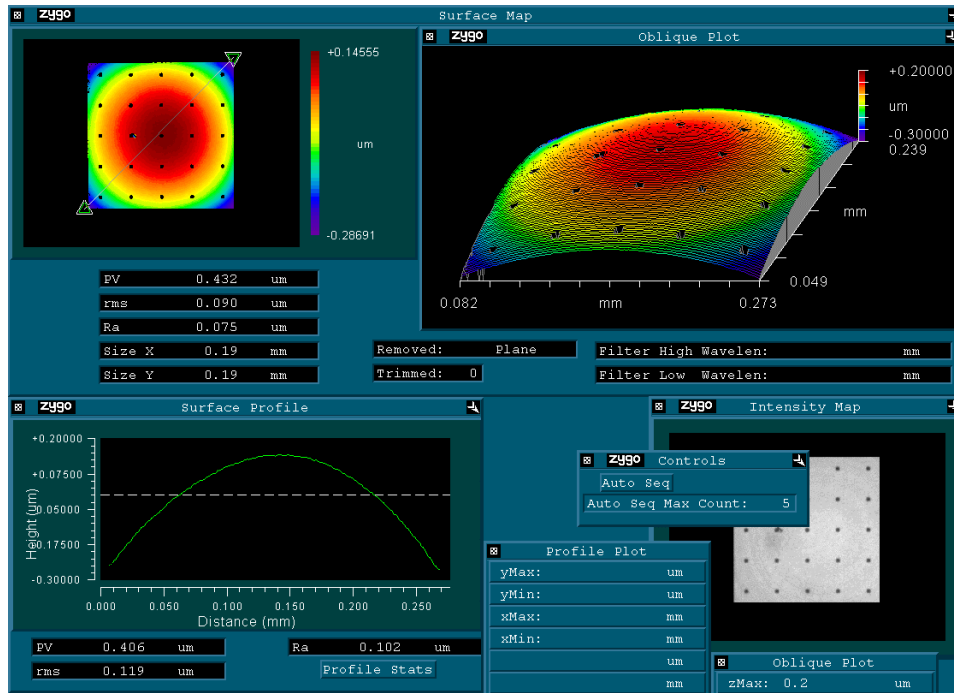 zygo Surface Map
+0.14555
um
-0.28691
zygo Oblique Plot
+0.20000
um
-0.30000
0.239
mm
0.049
0.082 mm 0.273
PV 0.432 um
rms 0.090 um
Ra 0.075 um
Size X 0.19 mm
Size Y 0.19 mm
Removed: Plane
Trimmed: 0
Filter High Wavelen: mm
Filter Low Wavelen: mm
zygo Surface Profile
+0.20000
+0.07500
-0.05000
-0.17500
-0.30000
Height (um)
0.000 0.050 0.100 0.150 0.200 0.250
Distance (mm)
PV 0.406 um
rms 0.119 um
Ra 0.102 um
Profile Stats
zygo Intensity Map
zygo Controls
Auto Seq
Auto Seq Max Count: 5
Profile Plot
yMax: um
yMin: um
xMax: mm
xMin: mm
um
mm
Oblique Plot
zMax: 0.2 um